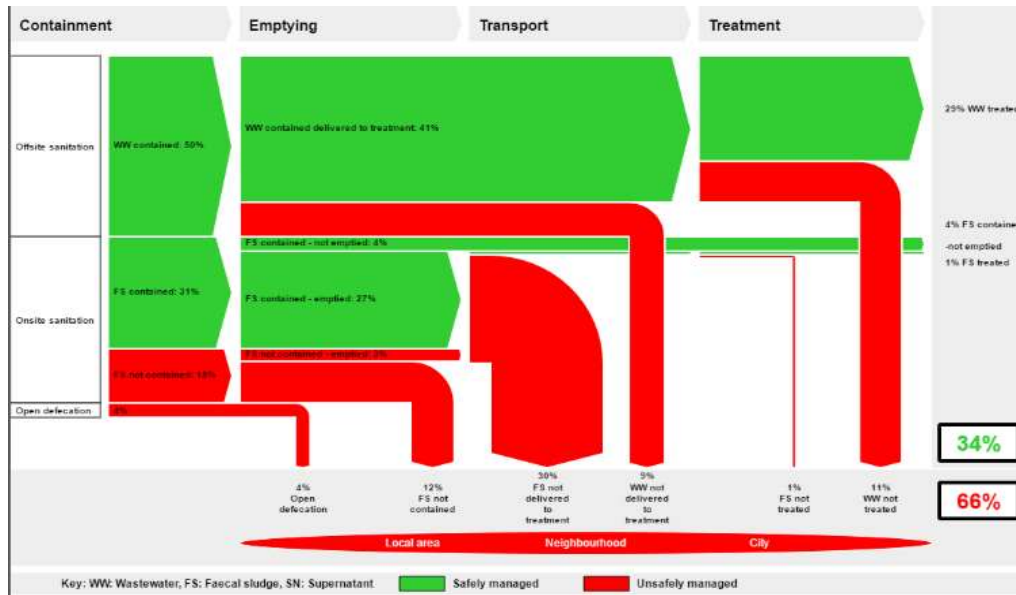 Containment
Emptying
Transport
Treatment
Offsite sanitation
WW contained: 50%
WW contained delivered to treatment: 41%
29% WW treated
4% FS contained
-not emptied
1% FS treated
FS contained - not emptied: 4%
Onsite sanitation
FS contained: 31%
FS contained - emptied: 27%
FS not contained - emptied: 3%
FS not contained: 15%
Open defecation
4%
34%
66%
4%
Open
defecation
12%
FS not
contained
30%
FS not
delivered
to
treatment
9%
WW not
delivered
to
treatment
1%
FS not
treated
11%
WW not
treated
Local area
Neighbourhood
City
Key: WW: Wastewater, FS: Faecal sludge, SN: Supernatant
Safely managed
Unsafely managed